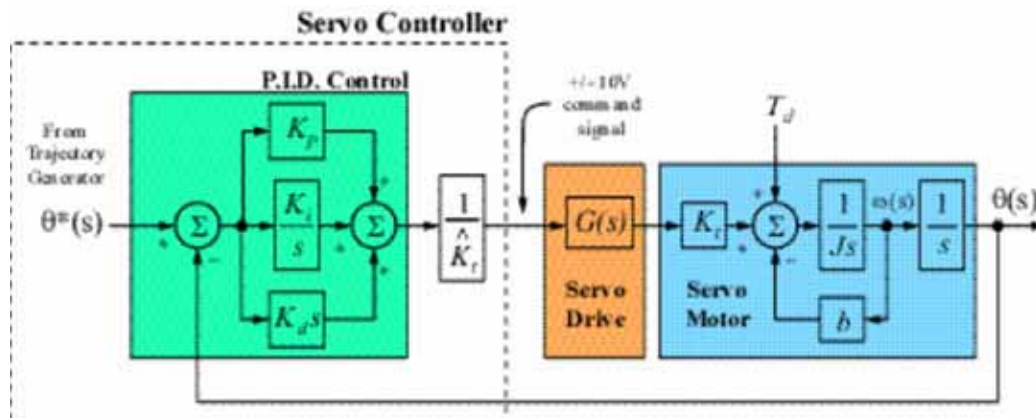 Servo Controller
P.I.D. Control
+/- 10V
command
signal
From
Trajectory
Generator
θ*(s)
Σ
K_p
K_i
s
K_d s
Σ
1
K̂_t
G(s)
Servo
Drive
K_t
T_d
Σ
1
Js
ω(s)
1
s
θ(s)
b
Servo
Motor